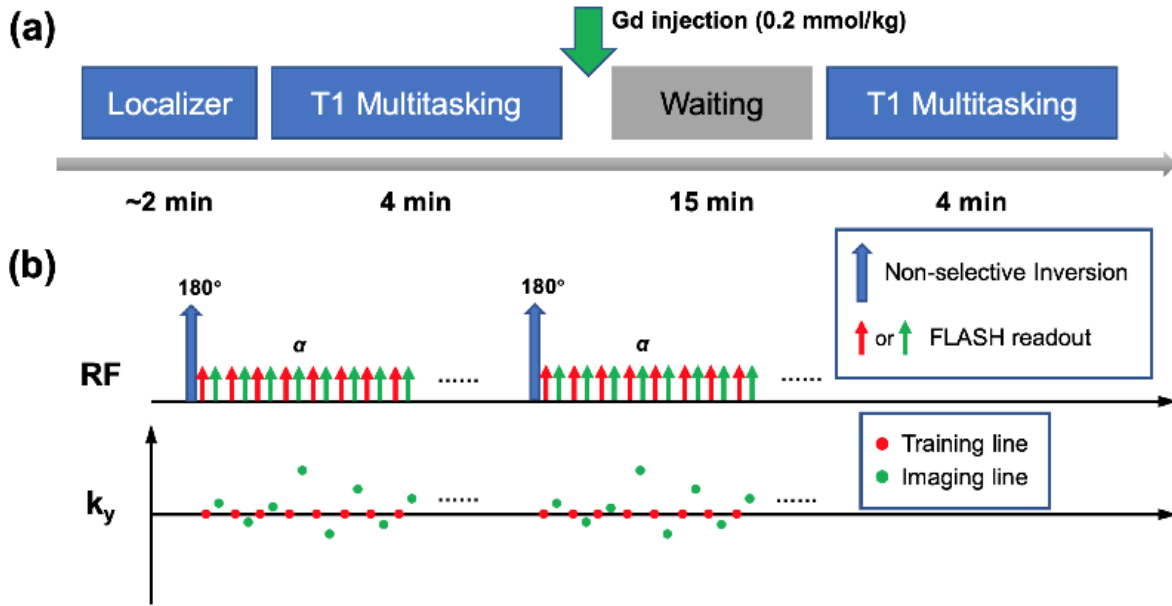 (a)
Gd injection (0.2 mmol/kg)
Localizer
T1 Multitasking
Waiting
T1 Multitasking
~2 min
4 min
15 min
4 min
(b)
Non-selective Inversion
or
FLASH readout
180°
180°
α
α
RF
......
......
Training line
Imaging line
ky
......
......